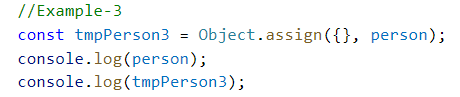 //Example-3
const tmpPerson3 = Object.assign({}, person);
console.log(person);
console.log(tmpPerson3);